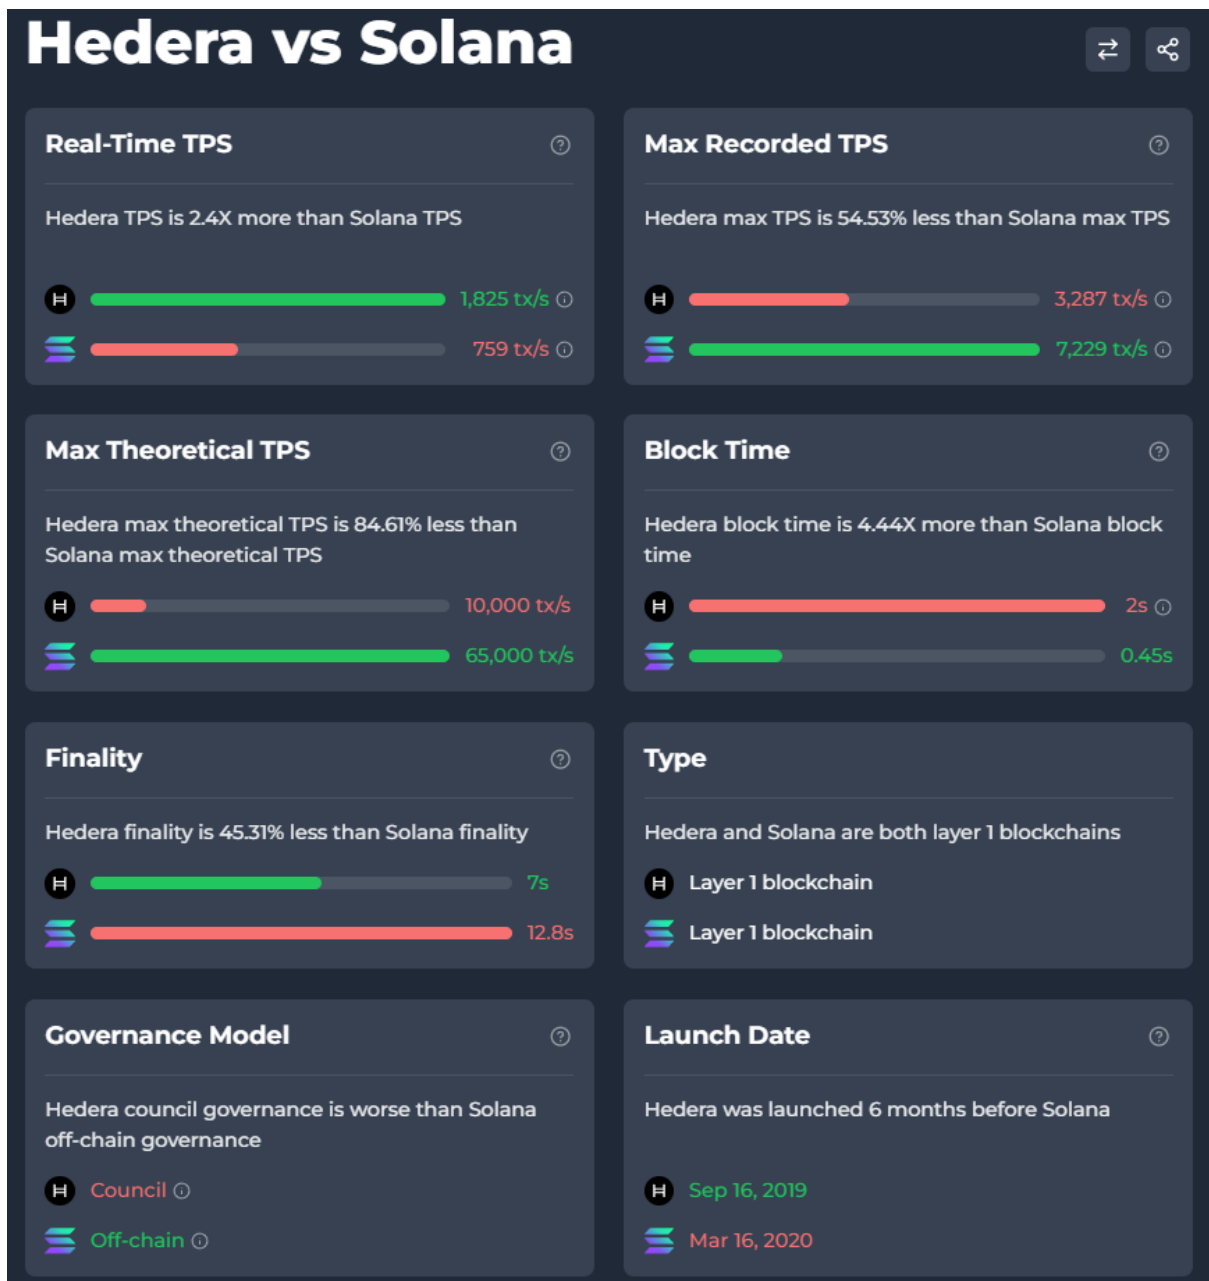 Hedera vs Solana
Real-Time TPS
Hedera TPS is 2.4X more than Solana TPS
1,825 tx/s
759 tx/s
Max Recorded TPS
Hedera max TPS is 54.53% less than Solana max TPS
3,287 tx/s
7,229 tx/s
Max Theoretical TPS
Hedera max theoretical TPS is 84.61% less than
Solana max theoretical TPS
10,000 tx/s
65,000 tx/s
Block Time
Hedera block time is 4.44X more than Solana block
time
2s
0.45s
Finality
Hedera finality is 45.31% less than Solana finality
7s
12.8s
Type
Hedera and Solana are both layer 1 blockchains
Layer 1 blockchain
Layer 1 blockchain
Governance Model
Hedera council governance is worse than Solana
off-chain governance
Council
Off-chain
Launch Date
Hedera was launched 6 months before Solana
Sep 16, 2019
Mar 16, 2020